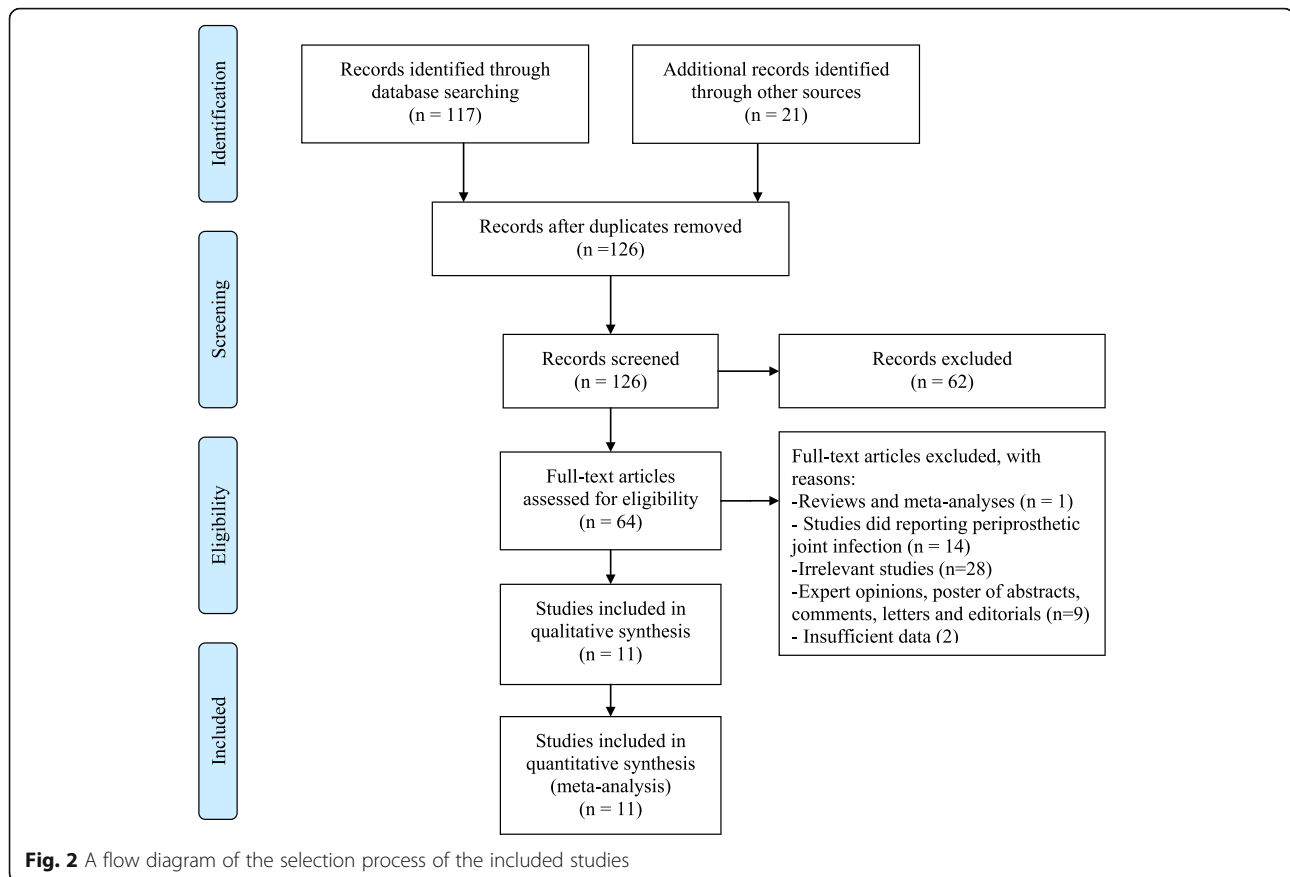 Identification
Records identified through
database searching
(n = 117)
Additional records identified
through other sources
(n = 21)
Records after duplicates removed
(n =126)
Screening
Records screened
(n = 126)
Records excluded
(n = 62)
Eligibility
Full-text articles
assessed for eligibility
(n = 64)
Full-text articles excluded, with
reasons:
-Reviews and meta-analyses (n = 1)
- Studies did reporting periprosthetic
joint infection (n = 14)
-Irrelevant studies (n=28)
-Expert opinions, poster of abstracts,
comments, letters and editorials (n=9)
- Insufficient data (2)
Studies included in
qualitative synthesis
(n = 11)
Included
Studies included in
quantitative synthesis
(meta-analysis)
(n = 11)
Fig. 2 A flow diagram of the selection process of the included studies